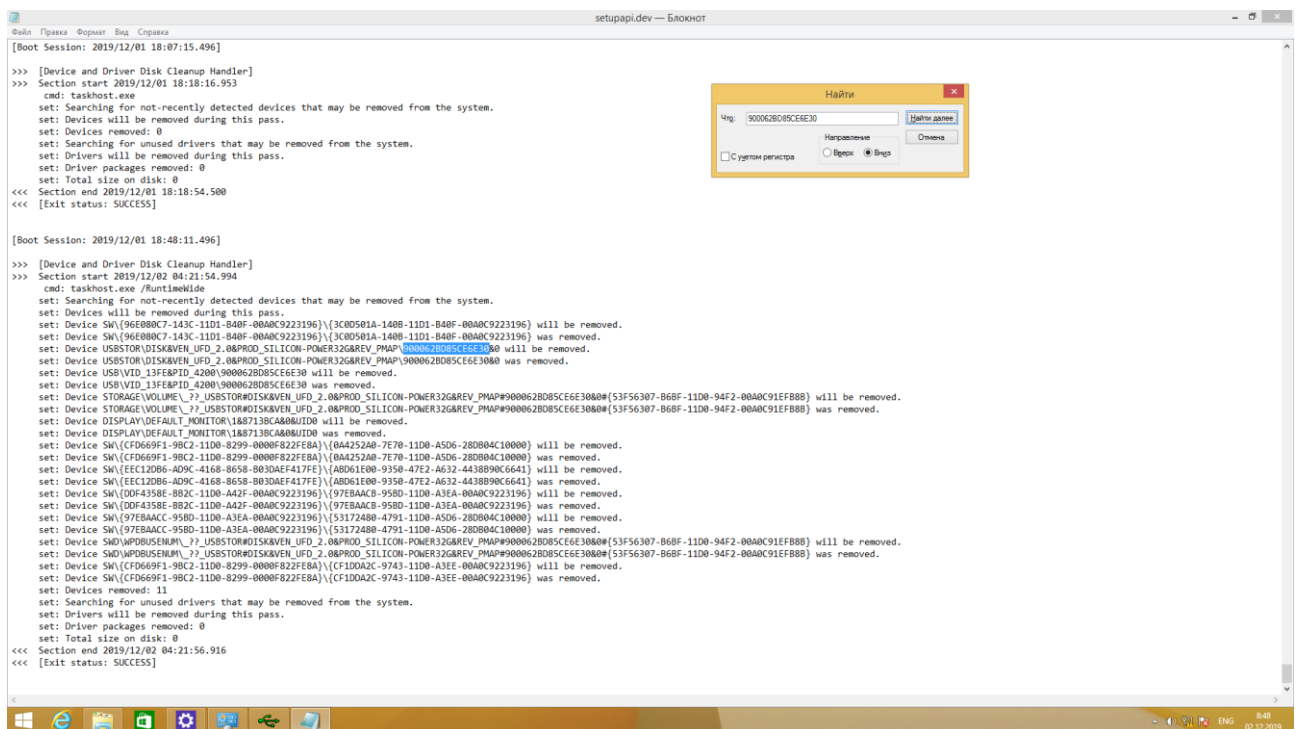 setupapi.dev — Блокнот
Файл Правка Формат Вид Справка
[Boot Session: 2019/12/01 18:07:15.496]
>>> [Device and Driver Disk Cleanup Handler]
>>> Section start 2019/12/01 18:18:16.953
cmd: taskhost.exe
set: Searching for not-recently detected devices that may be removed from the system.
set: Devices will be removed during this pass.
set: Devices removed: 0
set: Searching for unused drivers that may be removed from the system.
set: Drivers will be removed during this pass.
set: Driver packages removed: 0
set: Total size on disk: 0
<<< Section end 2019/12/01 18:18:54.500
<<< [Exit status: SUCCESS]
Найти
Что: 900062BD85CE6E30 Найти далее
Направление Отмена
С учетом регистра Вверх Вниз
[Boot Session: 2019/12/01 18:48:11.496]
>>> [Device and Driver Disk Cleanup Handler]
>>> Section start 2019/12/02 04:21:54.994
cmd: taskhost.exe /RuntimeWide
set: Searching for not-recently detected devices that may be removed from the system.
set: Devices will be removed during this pass.
set: Device SW\{96E080C7-143C-11D1-B40F-00A0C9223196}\{3C0D501A-140B-11D1-B40F-00A0C9223196} will be removed.
set: Device SW\{96E080C7-143C-11D1-B40F-00A0C9223196}\{3C0D501A-140B-11D1-B40F-00A0C9223196} was removed.
set: Device USBSTOR\DISK&VEN_UFD_2.0&PROD_SILICON-POWER32G&REV_PMAP\900062BD85CE6E30&0 will be removed.
set: Device USBSTOR\DISK&VEN_UFD_2.0&PROD_SILICON-POWER32G&REV_PMAP\900062BD85CE6E30&0 was removed.
set: Device USB\VID_13FE&PID_4200\900062BD85CE6E30 will be removed.
set: Device USB\VID_13FE&PID_4200\900062BD85CE6E30 was removed.
set: Device STORAGE\VOLUME\_??_USBSTOR#DISK&VEN_UFD_2.0&PROD_SILICON-POWER32G&REV_PMAP#900062BD85CE6E30&0#{53F56307-B6BF-11D0-94F2-00A0C91EFB8B} will be removed.
set: Device STORAGE\VOLUME\_??_USBSTOR#DISK&VEN_UFD_2.0&PROD_SILICON-POWER32G&REV_PMAP#900062BD85CE6E30&0#{53F56307-B6BF-11D0-94F2-00A0C91EFB8B} was removed.
set: Device DISPLAY\DEFAULT_MONITOR\1&8713BCA&0&UID0 will be removed.
set: Device DISPLAY\DEFAULT_MONITOR\1&8713BCA&0&UID0 was removed.
set: Device SW\{CFD669F1-9BC2-11D0-8299-0000F822FE8A}\{0A4252A0-7E70-11D0-A5D6-28DB04C10000} will be removed.
set: Device SW\{CFD669F1-9BC2-11D0-8299-0000F822FE8A}\{0A4252A0-7E70-11D0-A5D6-28DB04C10000} was removed.
set: Device SW\{EEC12DB6-AD9C-4168-8658-B03DAEF417FE}\{ABD61E00-9350-47E2-A632-4438B90C6641} will be removed.
set: Device SW\{EEC12DB6-AD9C-4168-8658-B03DAEF417FE}\{ABD61E00-9350-47E2-A632-4438B90C6641} was removed.
set: Device SW\{DDF4358E-BB2C-11D0-A42F-00A0C9223196}\{97EBAACB-95BD-11D0-A3EA-00A0C9223196} will be removed.
set: Device SW\{DDF4358E-BB2C-11D0-A42F-00A0C9223196}\{97EBAACB-95BD-11D0-A3EA-00A0C9223196} was removed.
set: Device SW\{97EBAACC-95BD-11D0-A3EA-00A0C9223196}\{53172480-4791-11D0-A5D6-28DB04C10000} will be removed.
set: Device SW\{97EBAACC-95BD-11D0-A3EA-00A0C9223196}\{53172480-4791-11D0-A5D6-28DB04C10000} was removed.
set: Device SWD\WPDBUSENUM\_??_USBSTOR#DISK&VEN_UFD_2.0&PROD_SILICON-POWER32G&REV_PMAP#900062BD85CE6E30&0#{53F56307-B6BF-11D0-94F2-00A0C91EFB8B} will be removed.
set: Device SWD\WPDBUSENUM\_??_USBSTOR#DISK&VEN_UFD_2.0&PROD_SILICON-POWER32G&REV_PMAP#900062BD85CE6E30&0#{53F56307-B6BF-11D0-94F2-00A0C91EFB8B} was removed.
set: Device SW\{CFD669F1-9BC2-11D0-8299-0000F822FE8A}\{CF1DDA2C-9743-11D0-A3EE-00A0C9223196} will be removed.
set: Device SW\{CFD669F1-9BC2-11D0-8299-0000F822FE8A}\{CF1DDA2C-9743-11D0-A3EE-00A0C9223196} was removed.
set: Devices removed: 11
set: Searching for unused drivers that may be removed from the system.
set: Drivers will be removed during this pass.
set: Driver packages removed: 0
set: Total size on disk: 0
<<< Section end 2019/12/02 04:21:56.916
<<< [Exit status: SUCCESS]
ENG 8:48
02.12.2019